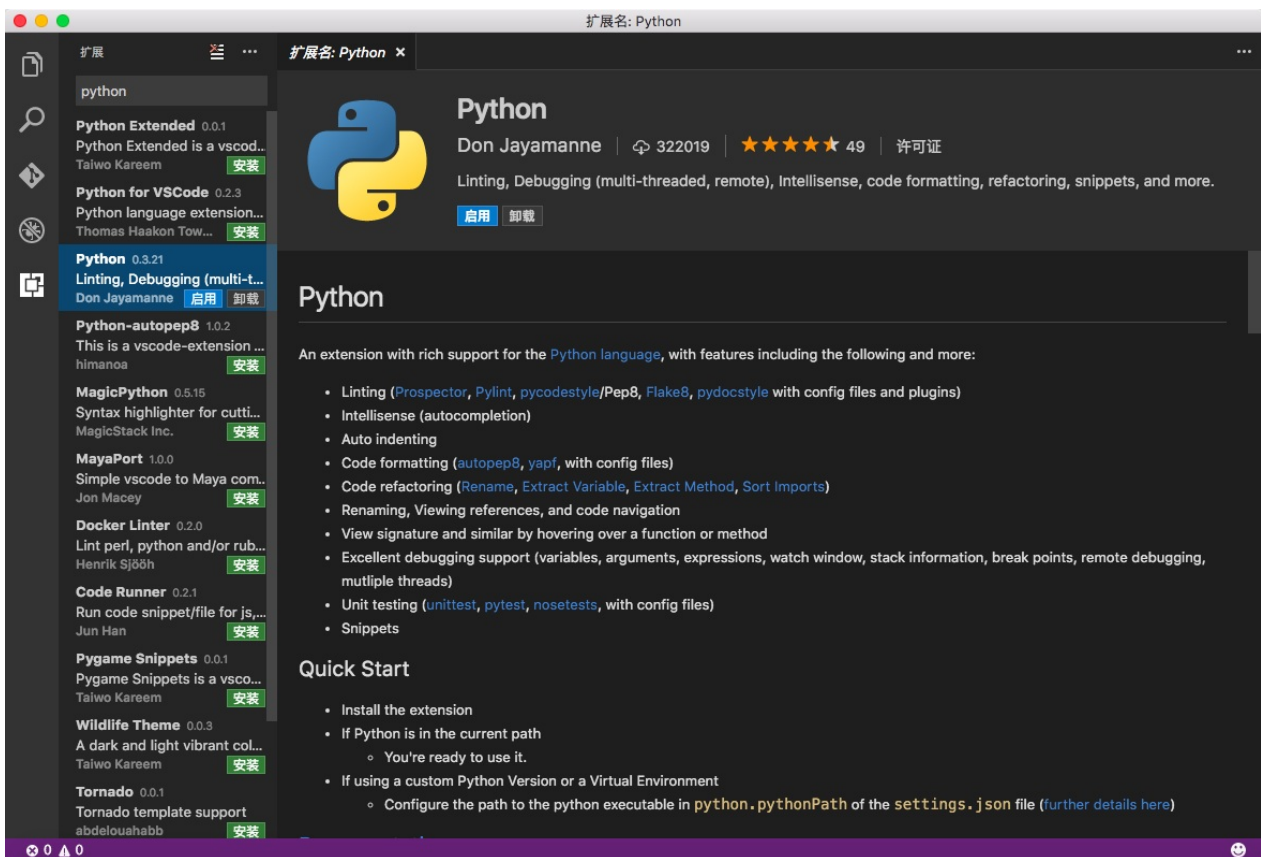 扩展名: Python
扩展
python
Python Extended 0.0.1
Python Extended is a vscod...
Taiwo Kareem 安装
Python for VSCode 0.2.3
Python language extension...
Thomas Haakon Tow... 安装
Python 0.3.21
Linting, Debugging (multi-t...
Don Jayamanne 启用 卸载
Python-autopep8 1.0.2
This is a vscode-extension ...
himanoa 安装
MagicPython 0.5.15
Syntax highlighter for cutti...
MagicStack Inc. 安装
MayaPort 1.0.0
Simple vscode to Maya com..
Jon Macey 安装
Docker Linter 0.2.0
Lint perl, python and/or rub...
Henrik Sjööh 安装
Code Runner 0.2.1
Run code snippet/file for js,...
Jun Han 安装
Pygame Snippets 0.0.1
Pygame Snippets is a vsco...
Taiwo Kareem 安装
Wildlife Theme 0.0.3
A dark and light vibrant col...
Taiwo Kareem 安装
Tornado 0.0.1
Tornado template support
abdelouahabb 安装
扩展名: Python ×
Python
Don Jayamanne 322019 49 许可证
Linting, Debugging (multi-threaded, remote), Intellisense, code formatting, refactoring, snippets, and more.
启用 卸载
Python
An extension with rich support for the Python language, with features including the following and more:
• Linting (Prospector, Pylint, pycodestyle/Pep8, Flake8, pydocstyle with config files and plugins)
• Intellisense (autocompletion)
• Auto indenting
• Code formatting (autopep8, yapf, with config files)
• Code refactoring (Rename, Extract Variable, Extract Method, Sort Imports)
• Renaming, Viewing references, and code navigation
• View signature and similar by hovering over a function or method
• Excellent debugging support (variables, arguments, expressions, watch window, stack information, break points, remote debugging,
mutliple threads)
• Unit testing (unittest, pytest, nosetests, with config files)
• Snippets
Quick Start
• Install the extension
• If Python is in the current path
◦ You're ready to use it.
• If using a custom Python Version or a Virtual Environment
◦ Configure the path to the python executable in python.pythonPath of the settings.json file (further details here)
0 0